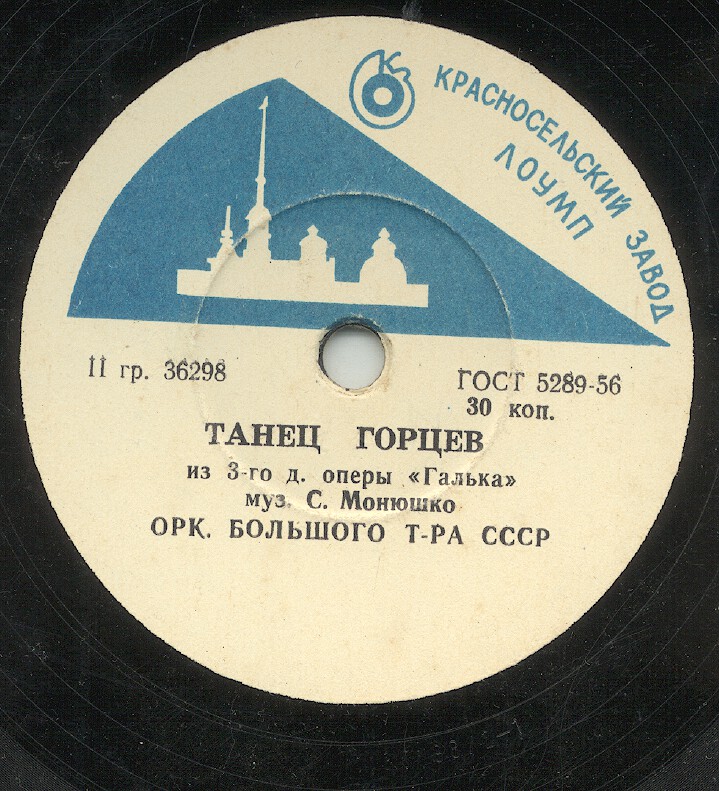 КРАСНОСЕЛЬСКИЙ ЗАВОД
ЛОУМП
II гр. 36298
ГОСТ 5289-56
30 коп.
ТАНЕЦ ГОРЦЕВ
из 3-го д. оперы «Галька»
муз. С. Монюшко
ОРК. БОЛЬШОГО Т-РА СССР